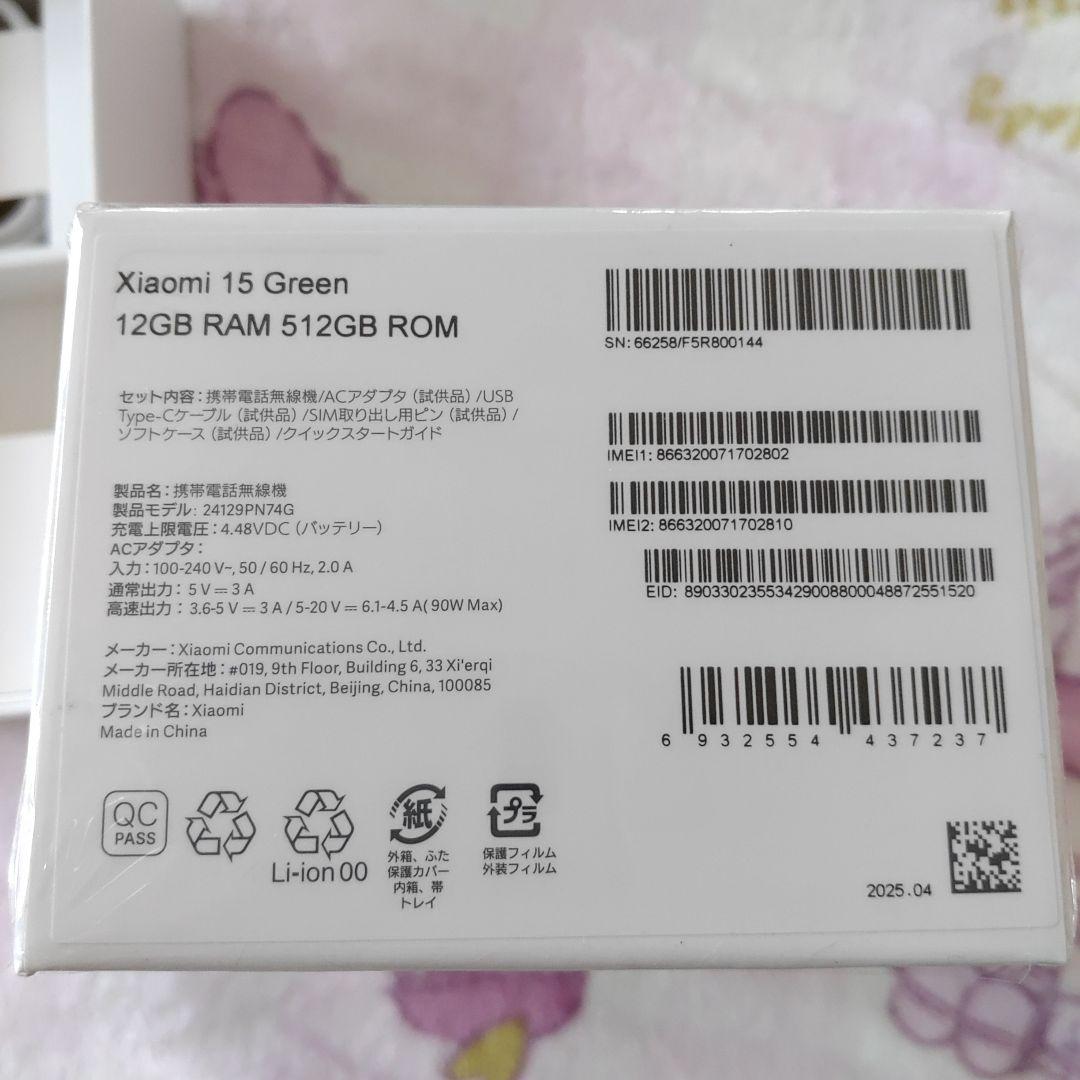 Xiaomi 15 Green
12GB RAM 512GB ROM
セット内容：携帯電話無線機/ACアダプタ（試供品）/USB
Type-Cケーブル（試供品）/SIM取り出し用ピン（試供品）/
ソフトケース（試供品）/クイックスタートガイド
製品名：携帯電話無線機
製品モデル: 24129PN74G
充電上限電圧：4.48VDC（バッテリー）
ACアダプタ：
入力：100-240 V~, 50 / 60 Hz, 2.0 A
通常出力： 5 V⎓3 A
高速出力： 3.6-5 V⎓3 A / 5-20 V⎓6.1-4.5 A( 90W Max)
メーカー：Xiaomi Communications Co., Ltd.
メーカー所在地：#019, 9th Floor, Building 6, 33 Xi'erqi
Middle Road, Haidian District, Beijing, China, 100085
ブランド名：Xiaomi
Made in China
QC
PASS
Li-ion 00
紙
外箱、ふた
保護カバー
内箱、帯
トレイ
プラ
保護フィルム
外装フィルム
SN: 66258/F5R800144
IMEI1: 866320071702802
IMEI2: 866320071702810
EID: 89033023553429008800048872551520
6 932554 437237
2025.04